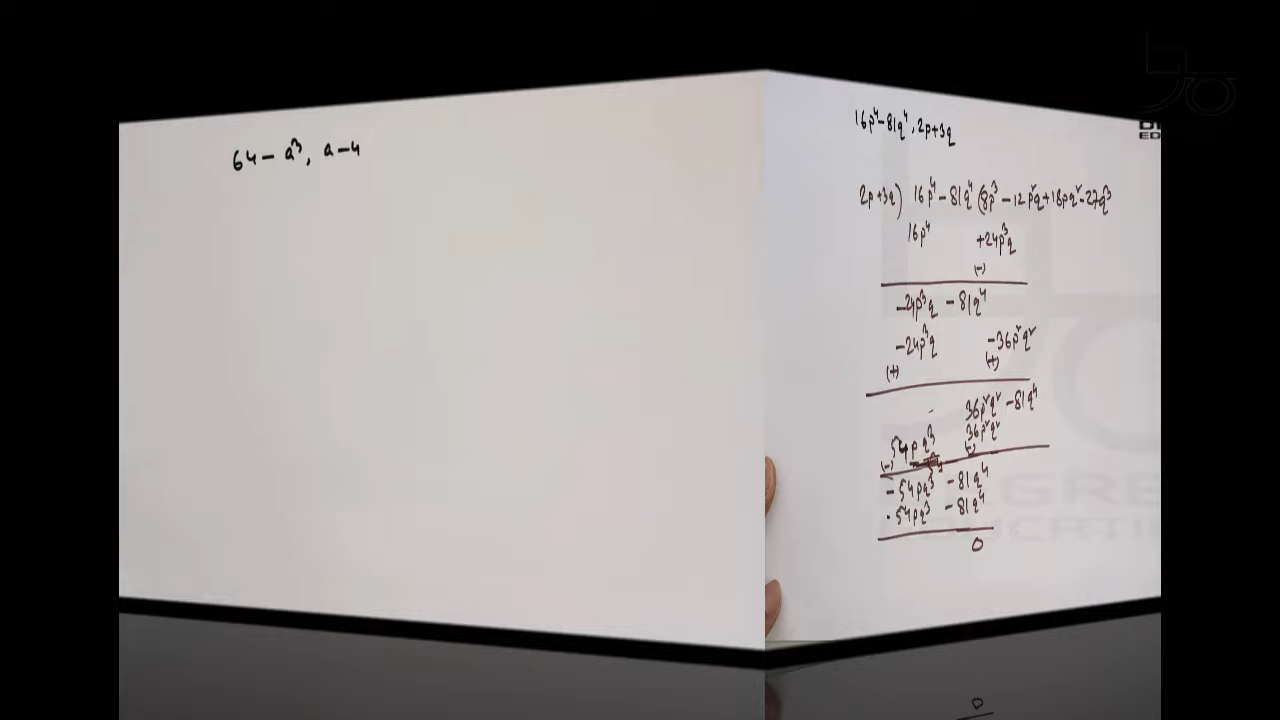 64 - a³, a - 4
16p⁴ - 81q⁴, 2p + 3q
2p + 3q) 16p⁴ - 81q⁴ (8p³ - 12p²q + 18pq² - 27q³
16p⁴ + 24p³q
(-)
- 24p³q - 81q⁴
- 24p³q - 36p²q²
(+) (+)
36p²q² - 81q⁴
54pq³ 36p²q²
(-) (-)
- 54pq³ - 81q⁴
- 54pq³ - 81q⁴
0
0